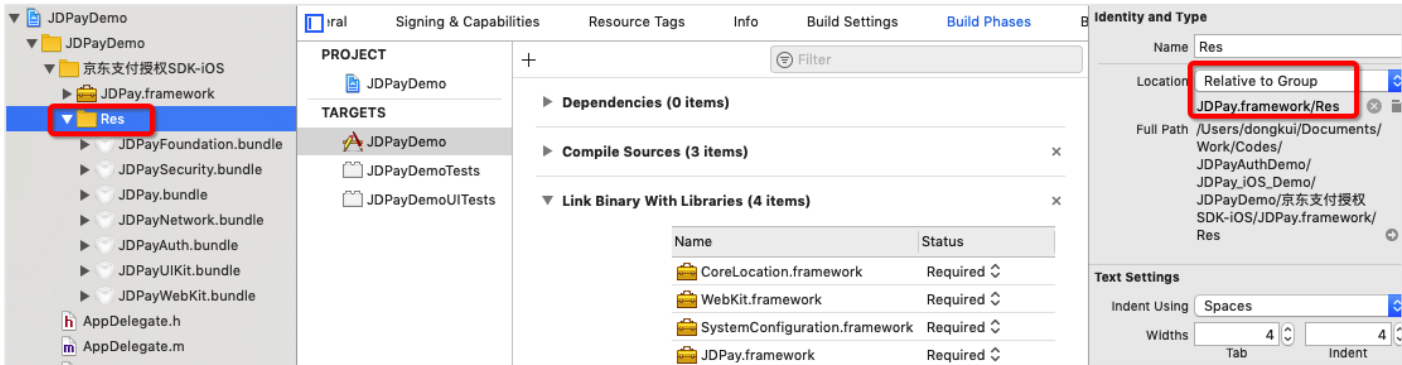 JDPayDemo
JDPayDemo
京东支付授权SDK-iOS
JDPay.framework
Res
JDPayFoundation.bundle
JDPaySecurity.bundle
JDPay.bundle
JDPayNetwork.bundle
JDPayAuth.bundle
JDPayUIKit.bundle
JDPayWebKit.bundle
h AppDelegate.h
m AppDelegate.m
Signing & Capabilities Resource Tags Info Build Settings Build Phases
PROJECT
JDPayDemo
TARGETS
JDPayDemo
JDPayDemoTests
JDPayDemoUITests
+ Filter
Dependencies (0 items)
Compile Sources (3 items) ×
Link Binary With Libraries (4 items) ×
Name Status
CoreLocation.framework Required
WebKit.framework Required
SystemConfiguration.framework Required
JDPay.framework Required
Identity and Type
Name Res
Location Relative to Group
JDPay.framework/Res
Full Path /Users/dongkui/Documents/
Work/Codes/
JDPayAuthDemo/
JDPay_iOS_Demo/
JDPayDemo/京东支付授权
SDK-iOS/JDPay.framework/
Res
Text Settings
Indent Using Spaces
Widths 4 4
Tab Indent